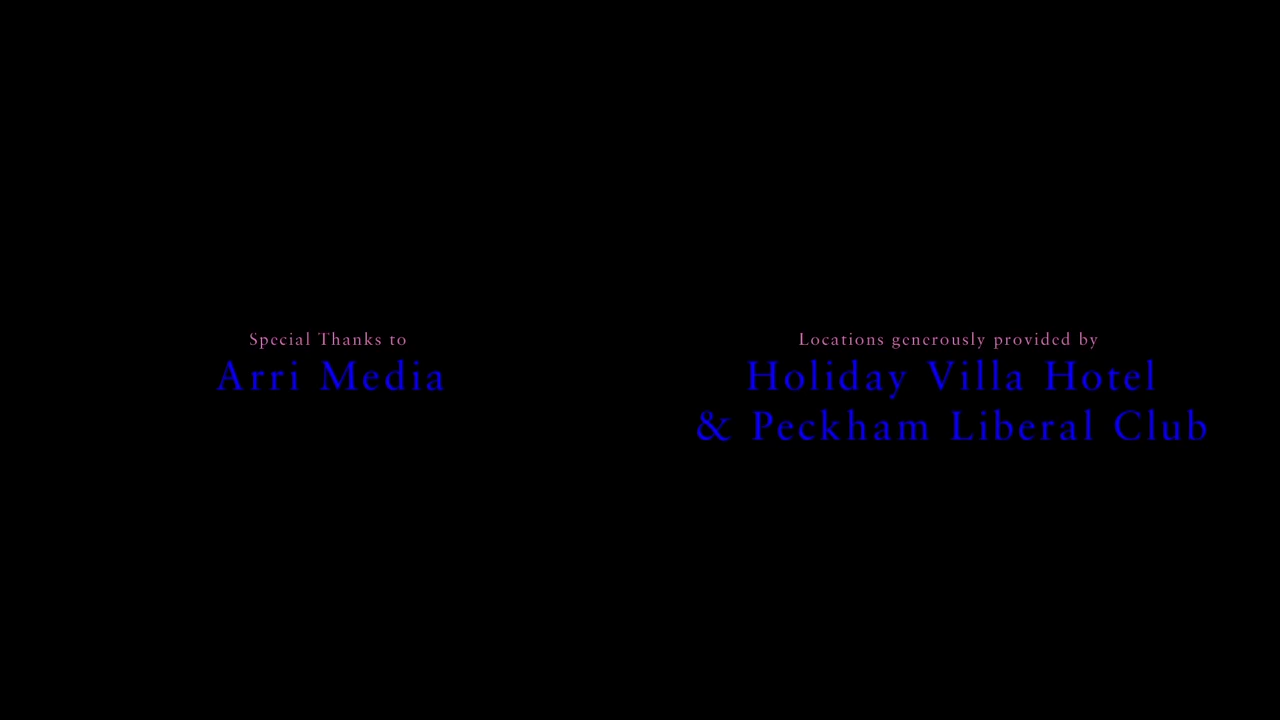 Special Thanks to
Arri Media
Locations generously provided by
Holiday Villa Hotel
& Peckham Liberal Club